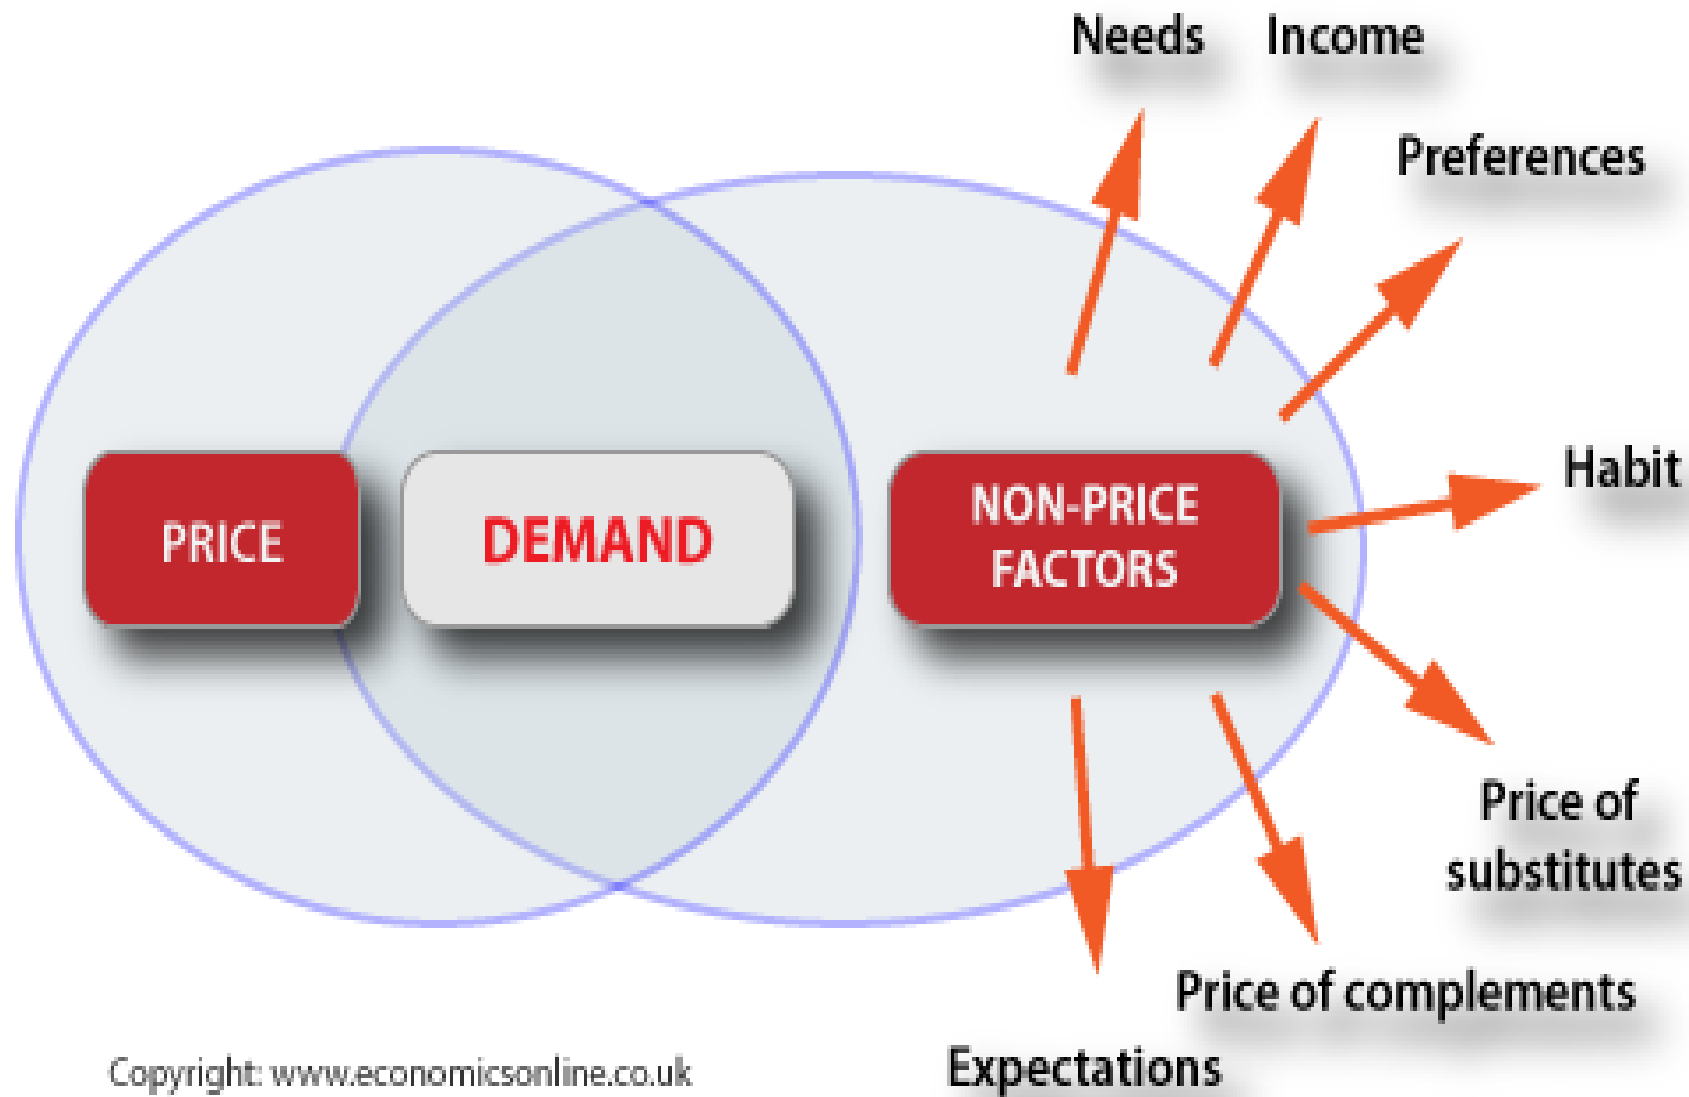 Needs
Income
Preferences
Habit
PRICE
DEMAND
NON-PRICE
FACTORS
Price of
substitutes
Price of complements
Expectations
Copyright: www.economicsonline.co.uk